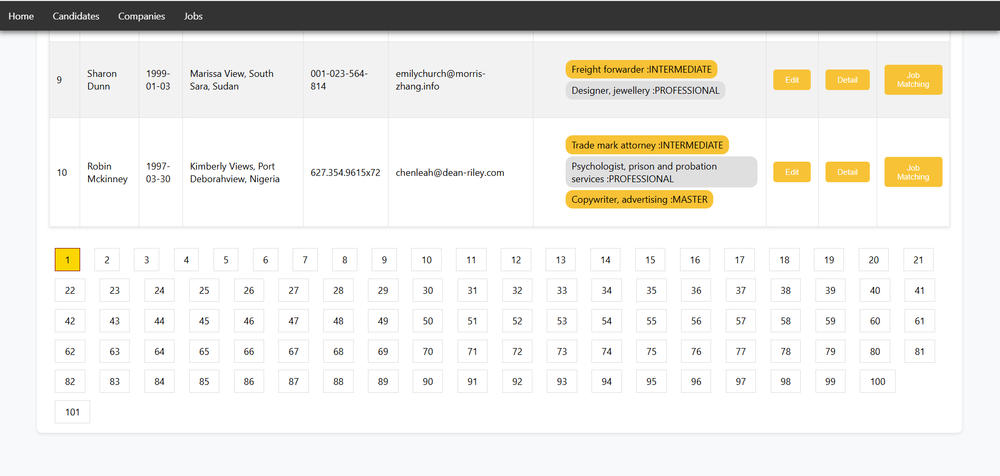 Home Candidates Companies Jobs
9 Sharon Dunn 1999-01-03 Marissa View, South Sara, Sudan 001-023-564-814 emilychurch@morris-zhang.info Freight forwarder :INTERMEDIATE Designer, jewellery :PROFESSIONAL Edit Detail Job Matching
10 Robin Mckinney 1997-03-30 Kimberly Views, Port Deborahview, Nigeria 627.354.9615x72 chenleah@dean-riley.com Trade mark attorney :INTERMEDIATE Psychologist, prison and probation services :PROFESSIONAL Copywriter, advertising :MASTER Edit Detail Job Matching
1 2 3 4 5 6 7 8 9 10 11 12 13 14 15 16 17 18 19 20 21
22 23 24 25 26 27 28 29 30 31 32 33 34 35 36 37 38 39 40 41
42 43 44 45 46 47 48 49 50 51 52 53 54 55 56 57 58 59 60 61
62 63 64 65 66 67 68 69 70 71 72 73 74 75 76 77 78 79 80 81
82 83 84 85 86 87 88 89 90 91 92 93 94 95 96 97 98 99 100
101